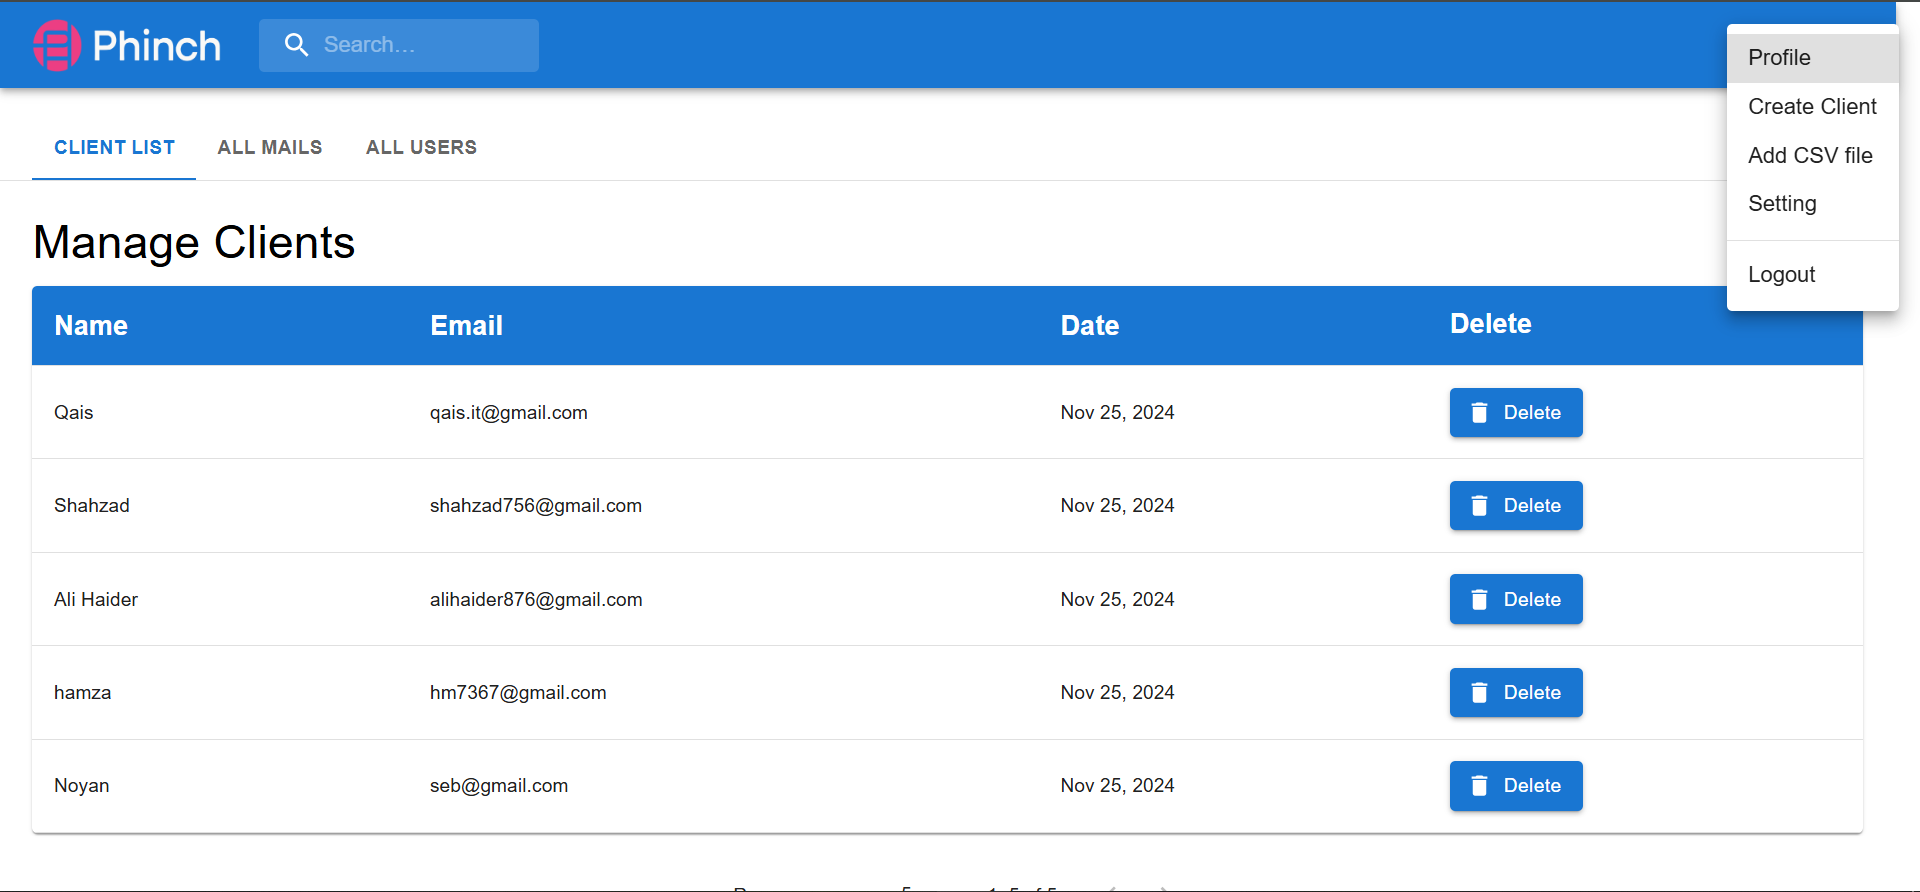 Phinch
Search…
Profile
Create Client
Add CSV file
Setting
Logout
CLIENT LIST ALL MAILS ALL USERS
Manage Clients
Name Email Date Delete
Qais qais.it@gmail.com Nov 25, 2024 Delete
Shahzad shahzad756@gmail.com Nov 25, 2024 Delete
Ali Haider alihaider876@gmail.com Nov 25, 2024 Delete
hamza hm7367@gmail.com Nov 25, 2024 Delete
Noyan seb@gmail.com Nov 25, 2024 Delete